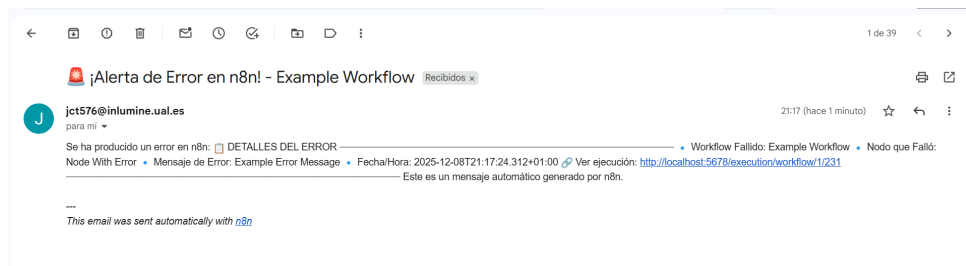 1 de 39
🚨 ¡Alerta de Error en n8n! - Example Workflow Recibidos ×
J
jct576@inlumine.ual.es 21:17 (hace 1 minuto)
para mí
Se ha producido un error en n8n: 📋 DETALLES DEL ERROR ———————————————————— 🔹 Workflow Fallido: Example Workflow 🔹 Nodo que Falló:
Node With Error 🔹 Mensaje de Error: Example Error Message 🔹 Fecha/Hora: 2025-12-08T21:17:24.312+01:00 🔗 Ver ejecución: http://localhost:5678/execution/workflow/1/231
———————————————————— Este es un mensaje automático generado por n8n.
---
This email was sent automatically with n8n